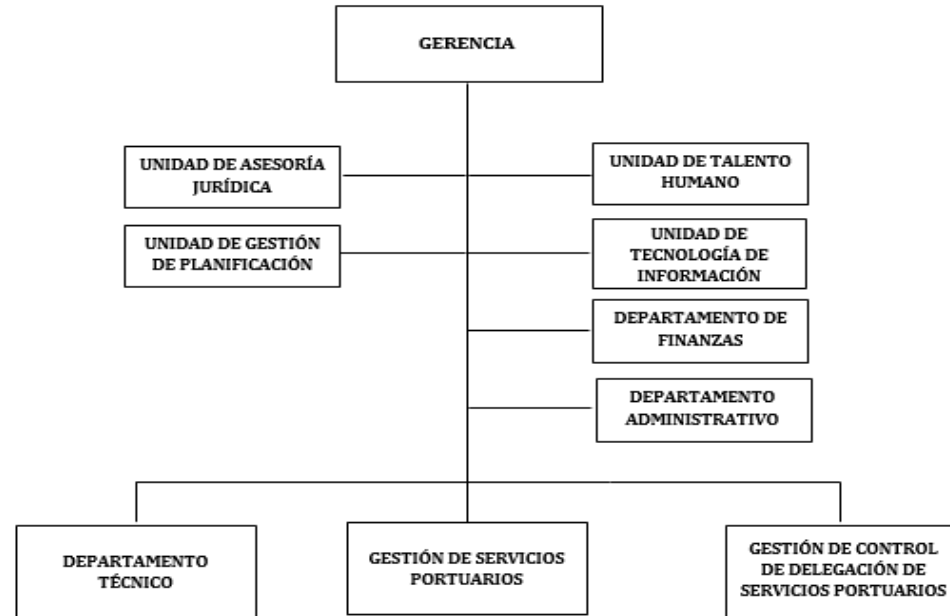 GERENCIA
UNIDAD DE ASESORÍA
JURÍDICA
UNIDAD DE TALENTO
HUMANO
UNIDAD DE GESTIÓN
DE PLANIFICACIÓN
UNIDAD DE
TECNOLOGÍA DE
INFORMACIÓN
DEPARTAMENTO DE
FINANZAS
DEPARTAMENTO
ADMINISTRATIVO
DEPARTAMENTO
TÉCNICO
GESTIÓN DE SERVICIOS
PORTUARIOS
GESTIÓN DE CONTROL
DE DELEGACIÓN DE
SERVICIOS PORTUARIOS